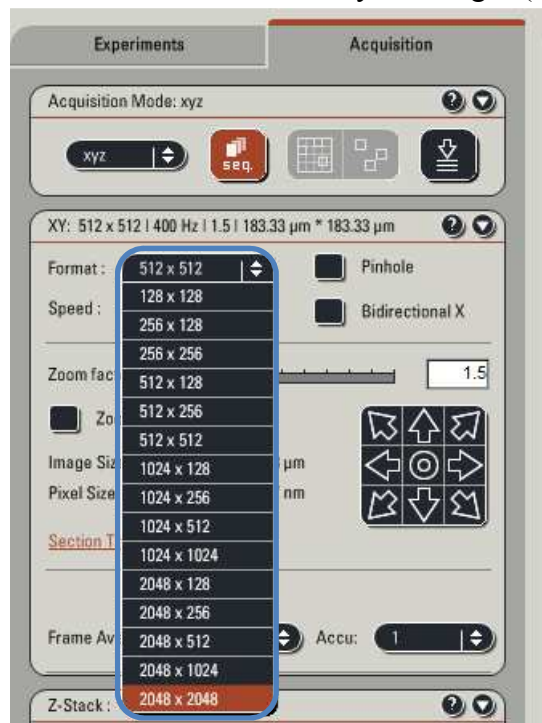 Experiments Acquisition
Acquisition Mode: xyz
xyz seq.
XY: 512 x 512 | 400 Hz | 1.5 | 183.33 µm * 183.33 µm
Format : 512 x 512 Pinhole
128 x 128
Speed : Bidirectional X
256 x 128
256 x 256
Zoom fac 1.5
512 x 128
Zo
512 x 256
512 x 512
Image Siz µm
1024 x 128
Pixel Size nm
1024 x 256
1024 x 512
Section T
1024 x 1024
2048 x 128
2048 x 256
Frame Av Accu: 1
2048 x 512
2048 x 1024
Z-Stack :
2048 x 2048